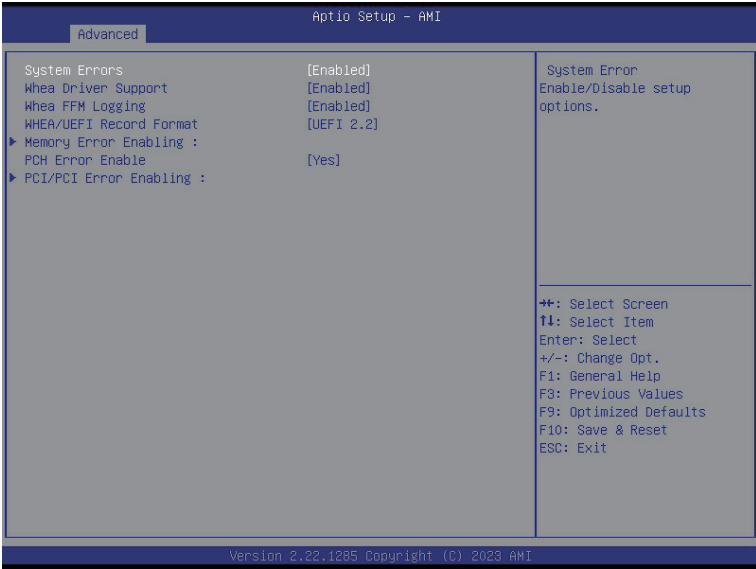 Aptio Setup – AMI
Advanced
System Errors [Enabled]
Whea Driver Support [Enabled]
Whea FFM Logging [Enabled]
WHEA/UEFI Record Format [UEFI 2.2]
▶ Memory Error Enabling :
PCH Error Enable [Yes]
▶ PCI/PCI Error Enabling :
System Error
Enable/Disable setup
options.
→←: Select Screen
↑↓: Select Item
Enter: Select
+/-: Change Opt.
F1: General Help
F3: Previous Values
F9: Optimized Defaults
F10: Save & Reset
ESC: Exit
Version 2.22.1285 Copyright (C) 2023 AMI